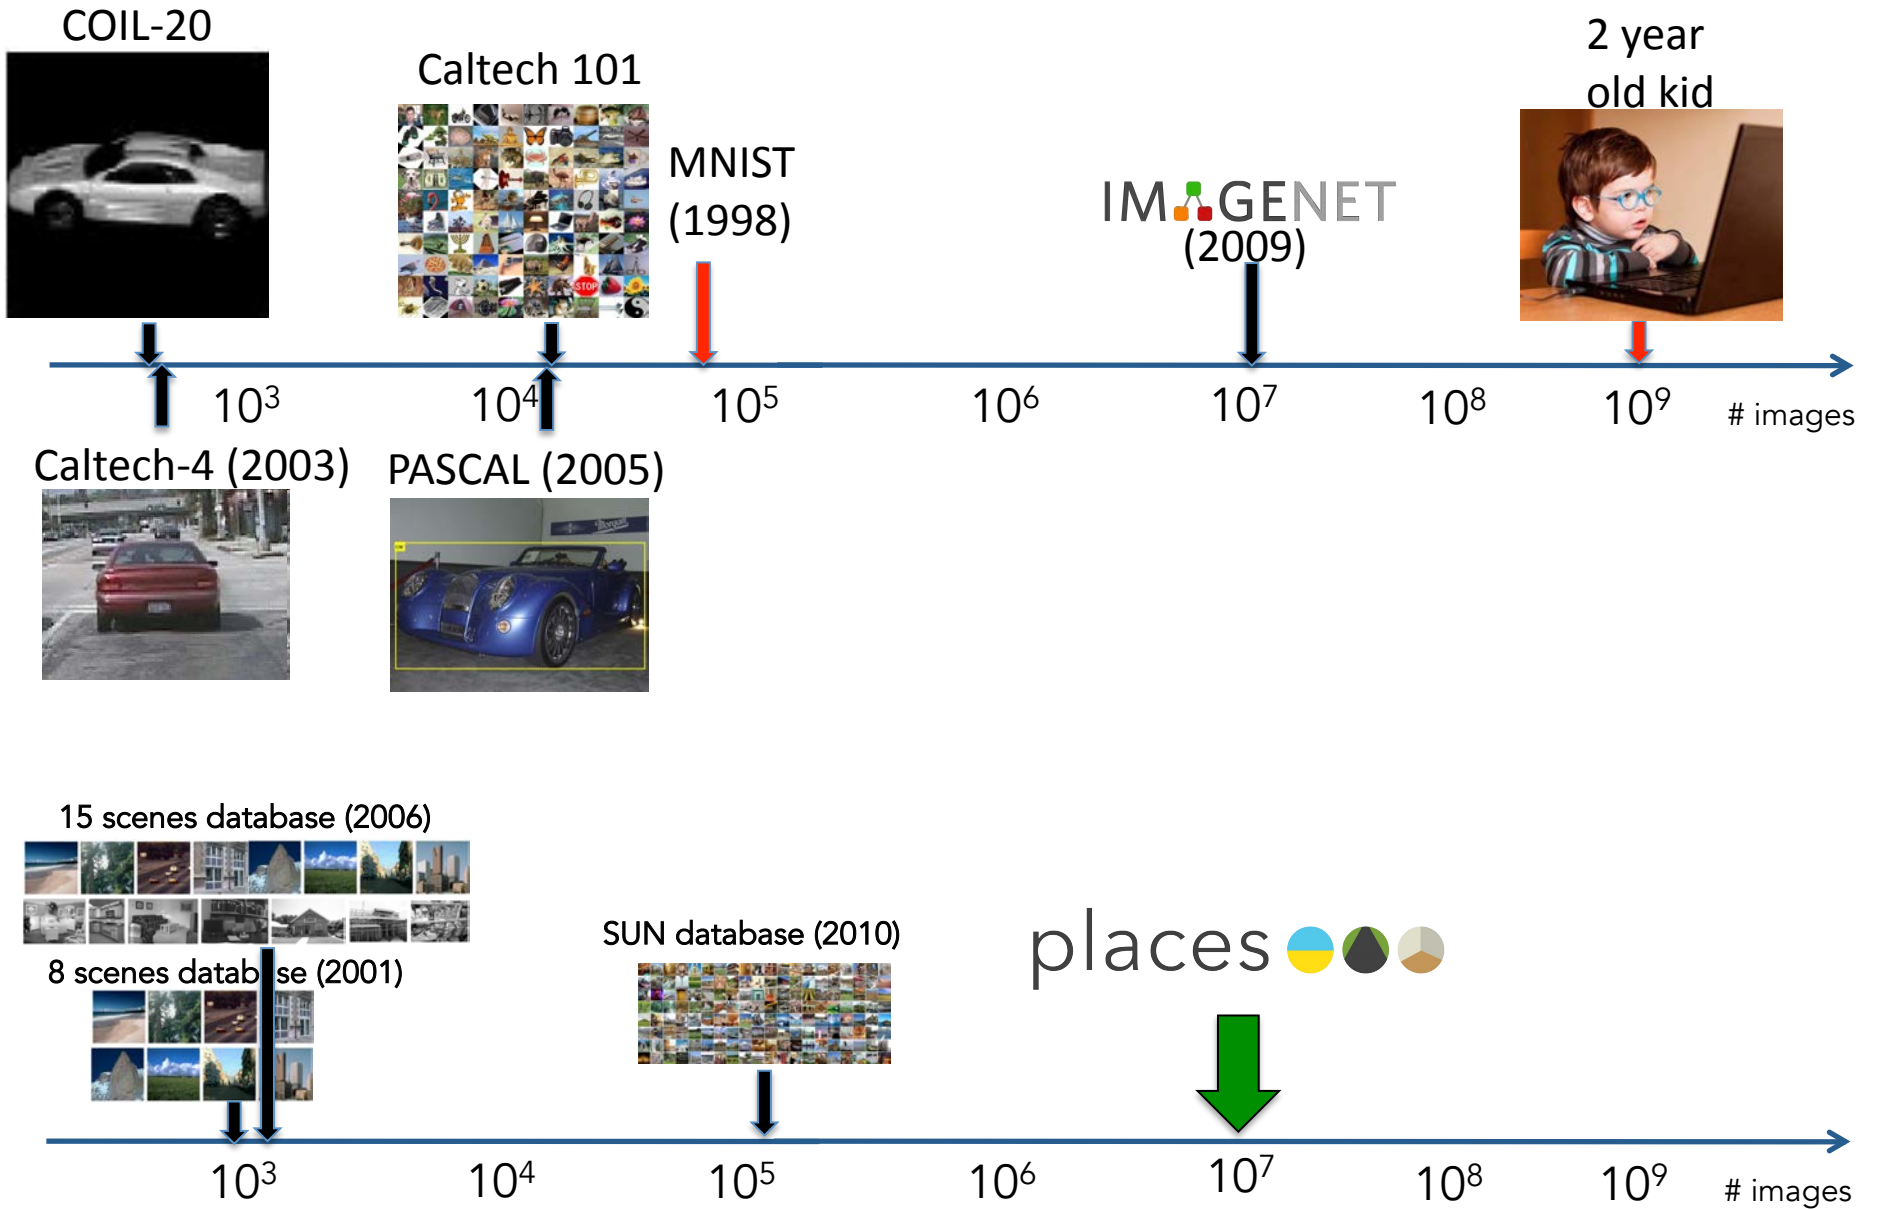 COIL-20
Caltech 101
MNIST
(1998)
IMAGENET
(2009)
2 year
old kid
STOP
10³
10⁴
10⁵
10⁶
10⁷
10⁸
10⁹
# images
Caltech-4 (2003)
PASCAL (2005)
15 scenes database (2006)
8 scenes database (2001)
SUN database (2010)
places
10³
10⁴
10⁵
10⁶
10⁷
10⁸
10⁹
# images